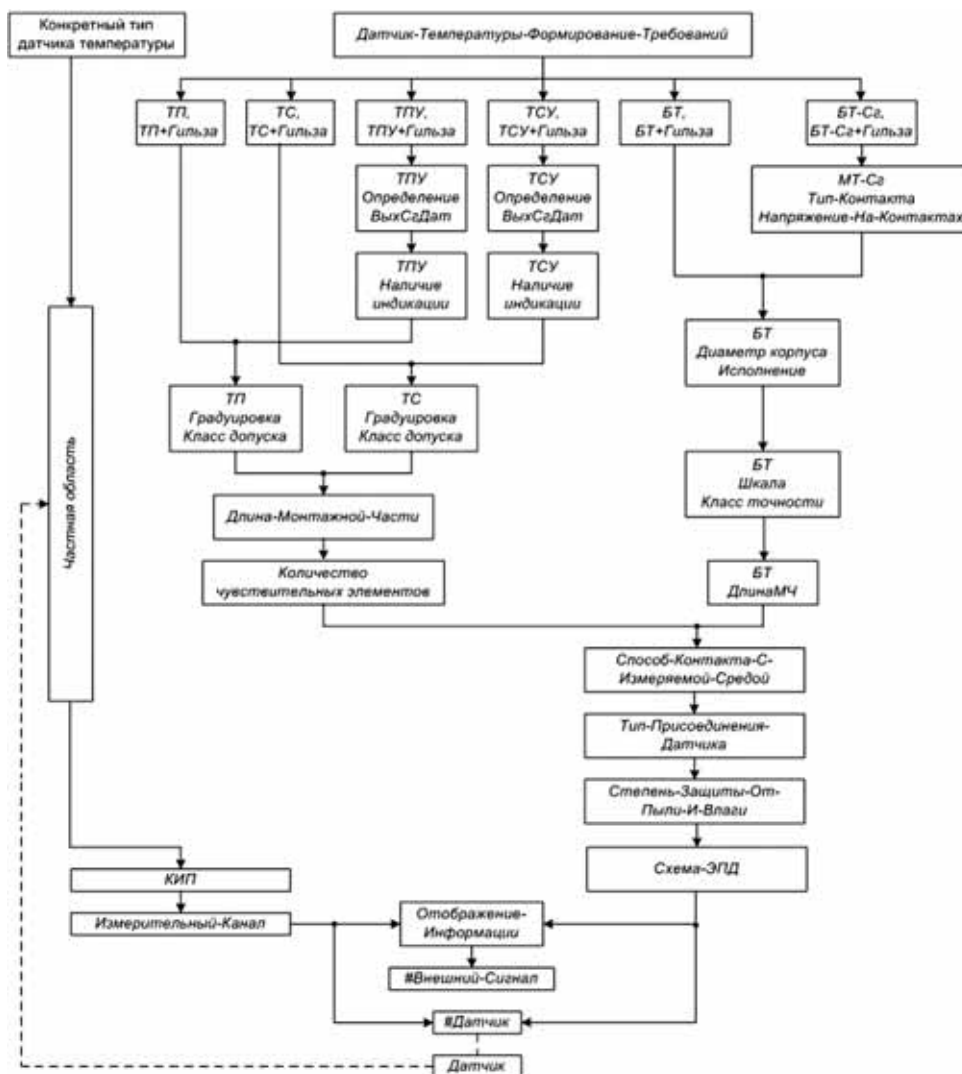 Конкретный тип
датчика температуры
Датчик-Температуры-Формирование-Требований
ТП,
ТП+Гильза
ТС,
ТС+Гильза
ТПУ,
ТПУ+Гильза
ТСУ,
ТСУ+Гильза
БТ,
БТ+Гильза
БТ-Сг,
БТ-Сг+Гильза
ТПУ
Определение
ВыхСгДат
ТСУ
Определение
ВыхСгДат
МТ-Сг
Тип-Контакта
Напряжение-На-Контактах
ТПУ
Наличие
индикации
ТСУ
Наличие
индикации
БТ
Диаметр корпуса
Исполнение
ТП
Градуировка
Класс допуска
ТС
Градуировка
Класс допуска
БТ
Шкала
Класс точности
Частная область
Длина-Монтажной-Части
Количество
чувствительных элементов
БТ
ДлинаМЧ
Способ-Контакта-С-
Измеряемой-Средой
Тип-Присоединения-
Датчика
Степень-Защиты-От-
Пыли-И-Влаги
Схема-ЭПД
КИП
Измерительный-Канал
Отображение-
Информации
#Внешний-Сигнал
#Датчик
Датчик